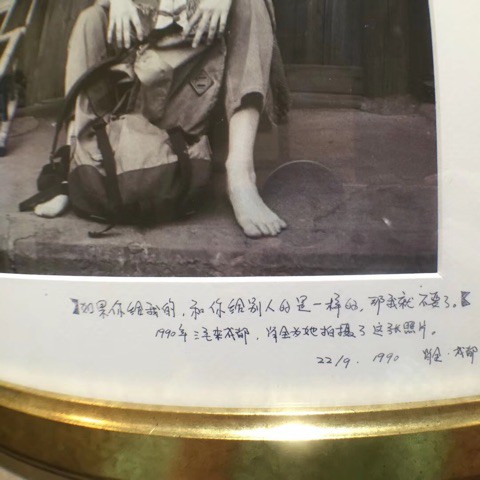 【如果你给我的，和你给别人的是一样的，那我就不要了。】
1990年三毛来成都，肖全为她拍摄了这张照片。
22/9. 1990 肖全·成都